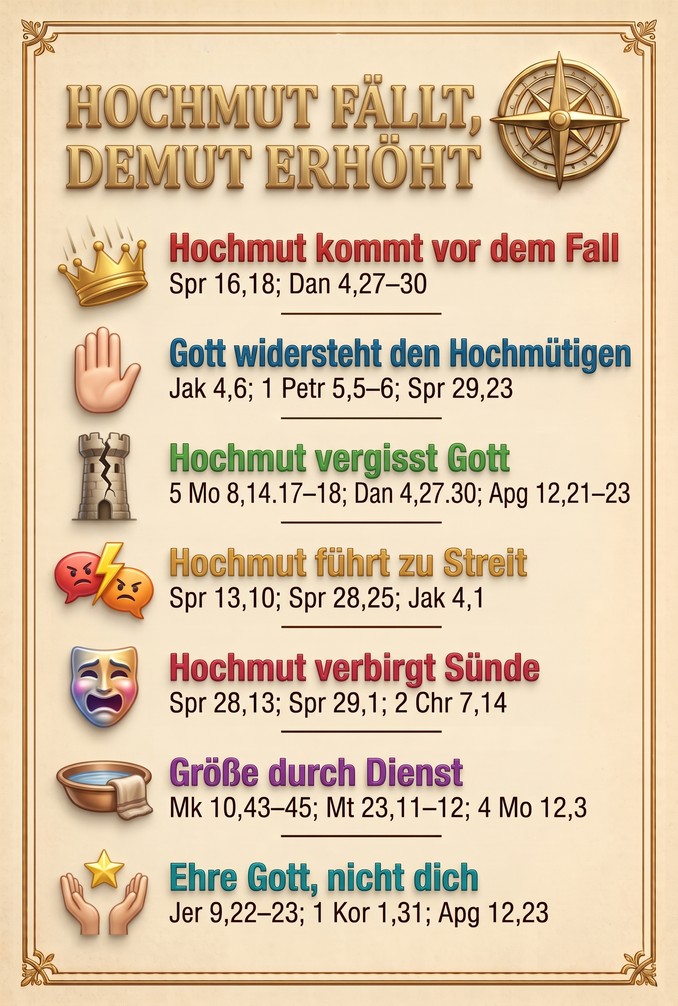 HOCHMUT FÄLLT,
DEMUT ERHÖHT
Hochmut kommt vor dem Fall
Spr 16,18; Dan 4,27–30
Gott widersteht den Hochmütigen
Jak 4,6; 1 Petr 5,5–6; Spr 29,23
Hochmut vergisst Gott
5 Mo 8,14.17–18; Dan 4,27.30; Apg 12,21–23
Hochmut führt zu Streit
Spr 13,10; Spr 28,25; Jak 4,1
Hochmut verbirgt Sünde
Spr 28,13; Spr 29,1; 2 Chr 7,14
Größe durch Dienst
Mk 10,43–45; Mt 23,11–12; 4 Mo 12,3
Ehre Gott, nicht dich
Jer 9,22–23; 1 Kor 1,31; Apg 12,23